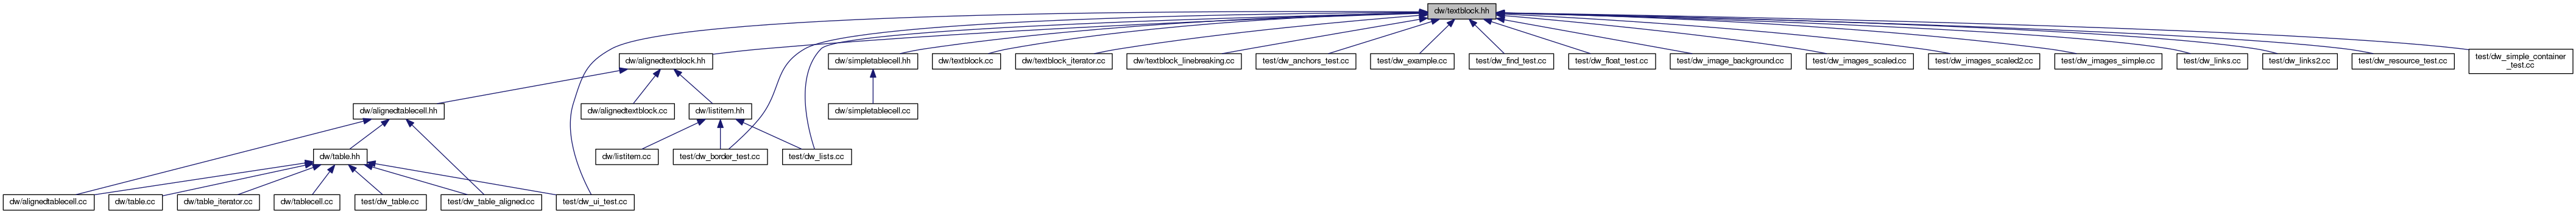 dw/textblock.hh
dw/alignedtextblock.hh
dw/simpletablecell.hh
dw/textblock.cc
dw/textblock_iterator.cc
dw/textblock_linebreaking.cc
test/dw_anchors_test.cc
test/dw_example.cc
test/dw_find_test.cc
test/dw_float_test.cc
test/dw_image_background.cc
test/dw_images_scaled.cc
test/dw_images_scaled2.cc
test/dw_images_simple.cc
test/dw_links.cc
test/dw_links2.cc
test/dw_resource_test.cc
test/dw_simple_container
_test.cc
dw/alignedtablecell.hh
dw/alignedtextblock.cc
dw/listitem.hh
dw/simpletablecell.cc
dw/table.hh
dw/listitem.cc
test/dw_border_test.cc
test/dw_lists.cc
dw/alignedtablecell.cc
dw/table.cc
dw/table_iterator.cc
dw/tablecell.cc
test/dw_table.cc
test/dw_table_aligned.cc
test/dw_ui_test.cc